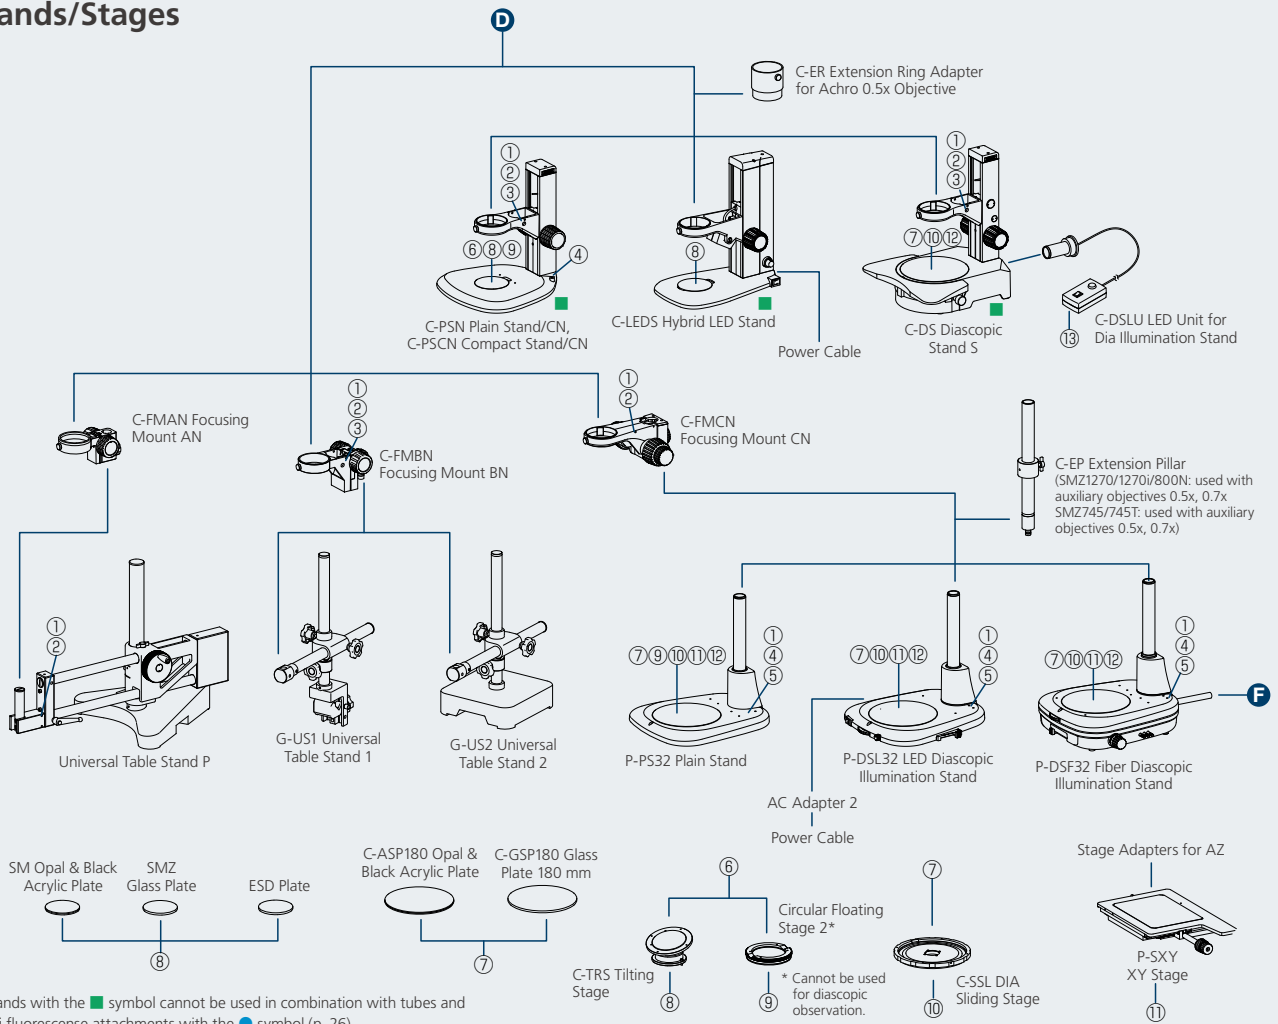 ands/Stages
D
C-ER Extension Ring Adapter
for Achro 0.5x Objective
①
②
③
⑥⑧⑨
④
C-PSN Plain Stand/CN,
C-PSCN Compact Stand/CN
⑧
C-LEDS Hybrid LED Stand
Power Cable
①
②
③
⑦⑩⑫
C-DS Diascopic
Stand S
⑬
C-DSLU LED Unit for
Dia Illumination Stand
C-FMAN Focusing
Mount AN
①
②
③
C-FMBN
Focusing Mount BN
①
②
C-FMCN
Focusing Mount CN
C-EP Extension Pillar
(SMZ1270/1270i/800N: used with
auxiliary objectives 0.5x, 0.7x
SMZ745/745T: used with auxiliary
objectives 0.5x, 0.7x)
①
②
Universal Table Stand P
G-US1 Universal
Table Stand 1
G-US2 Universal
Table Stand 2
⑦⑨⑩⑪⑫
①
④
⑤
P-PS32 Plain Stand
⑦⑩⑪⑫
①
④
⑤
P-DSL32 LED Diascopic
Illumination Stand
AC Adapter 2
Power Cable
⑦⑩⑪⑫
①
④
⑤
F
P-DSF32 Fiber Diascopic
Illumination Stand
SM Opal & Black
Acrylic Plate
SMZ
Glass Plate
ESD Plate
⑧
C-ASP180 Opal &
Black Acrylic Plate
C-GSP180 Glass
Plate 180 mm
⑦
⑥
C-TRS Tilting
Stage
⑧
Circular Floating
Stage 2*
⑨
* Cannot be used
for diascopic
observation.
⑦
⑩
C-SSL DIA
Sliding Stage
Stage Adapters for AZ
P-SXY
XY Stage
⑪
ands with the ■ symbol cannot be used in combination with tubes and
i fluorescense attachments with the ● symbol (p. 26)